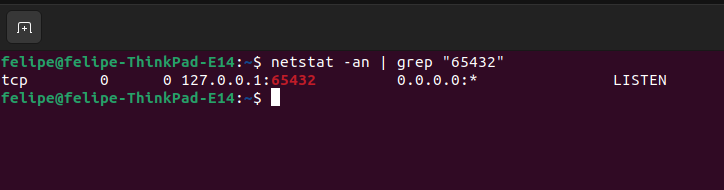 felipe@felipe-ThinkPad-E14:~$ netstat -an | grep "65432"
tcp        0      0 127.0.0.1:65432         0.0.0.0:*               LISTEN
felipe@felipe-ThinkPad-E14:~$